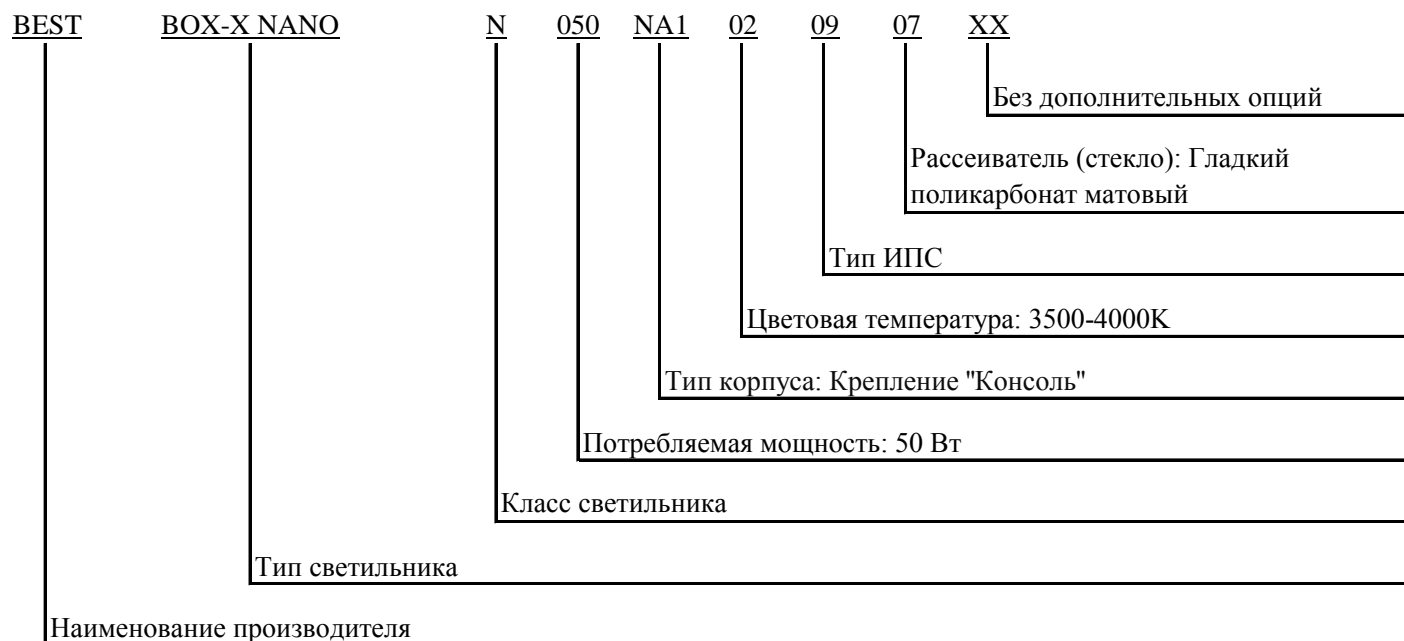 BEST BOX-X NANO N 050 NA1 02 09 07 XX
Без дополнительных опций
Рассеиватель (стекло): Гладкий
поликарбонат матовый
Тип ИПС
Цветовая температура: 3500-4000К
Тип корпуса: Крепление "Консоль"
Потребляемая мощность: 50 Вт
Класс светильника
Тип светильника
Наименование производителя